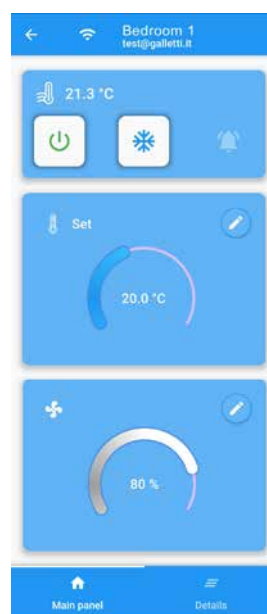 Bedroom 1
test@galletti.it
21.3 °C
Set
20.0 °C
80 %
Main panel
Details